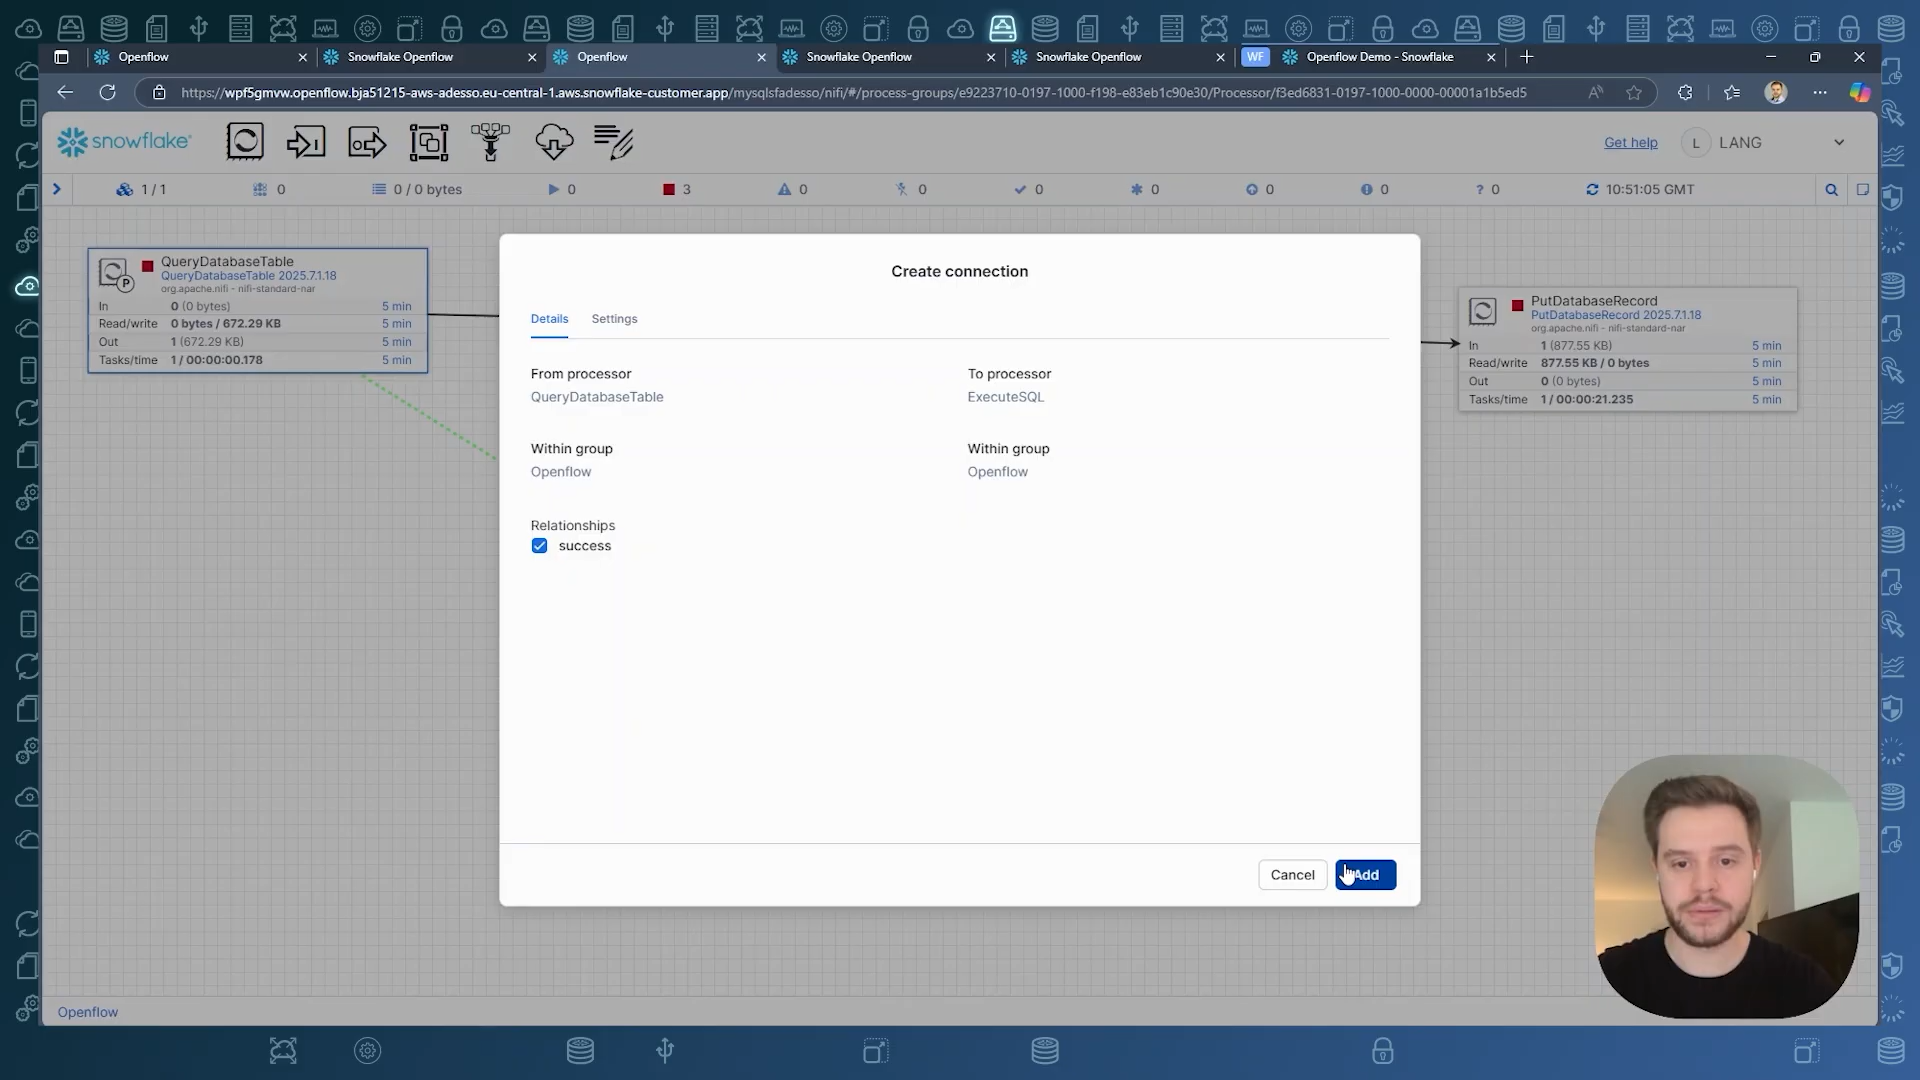 Openflow
Snowflake Openflow
Openflow
Snowflake Openflow
Snowflake Openflow
WF
Openflow Demo - Snowflake
https://wpf5gmvw.openflow.bja51215-aws-adesso.eu-central-1.aws.snowflake-customer.app/mysqlsfadesso/nifi/#/process-groups/e9223710-0197-1000-f198-e83eb1c90e30/Processor/f3ed6831-0197-1000-0000-00001a1b5ed5
snowflake
Get help
L
LANG
1 / 1
0
0 / 0 bytes
0
3
0
0
0
0
0
0
? 0
10:51:05 GMT
QueryDatabaseTable
QueryDatabaseTable 2025.7.1.18
org.apache.nifi - nifi-standard-nar
P
In 0 (0 bytes) 5 min
Read/write 0 bytes / 672.29 KB 5 min
Out 1 (672.29 KB) 5 min
Tasks/time 1 / 00:00:00.178 5 min
Create connection
Details
Settings
From processor
QueryDatabaseTable
To processor
ExecuteSQL
Within group
Openflow
Within group
Openflow
Relationships
success
Cancel
Add
PutDatabaseRecord
PutDatabaseRecord 2025.7.1.18
org.apache.nifi - nifi-standard-nar
In 1 (877.55 KB) 5 min
Read/write 877.55 KB / 0 bytes 5 min
Out 0 (0 bytes) 5 min
Tasks/time 1 / 00:00:21.235 5 min
Openflow